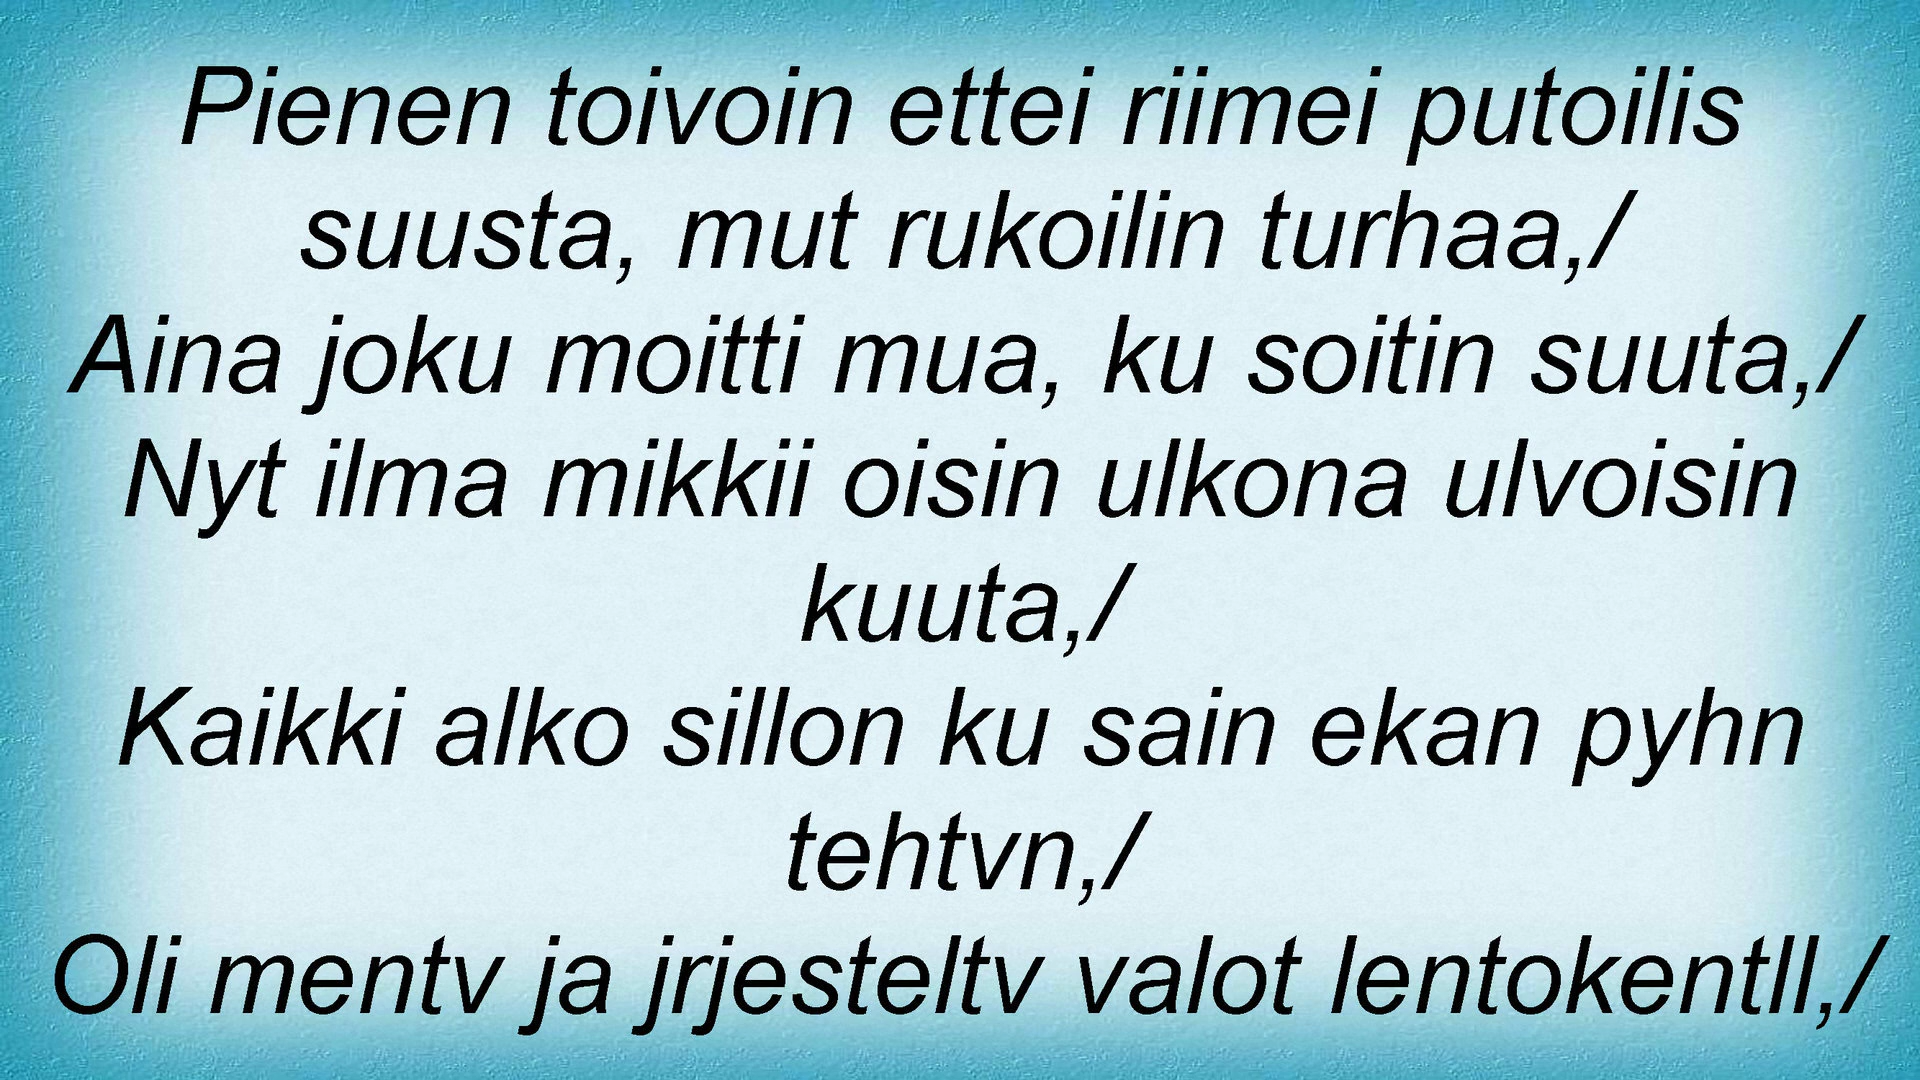 Pienen toivoin ettei riimei putoilis
suusta, mut rukoilin turhaa,/
Aina joku moitti mua, ku soitin suuta,/
Nyt ilma mikkii oisin ulkona ulvoisin
kuuta,/
Kaikki alko sillon ku sain ekan pyhn
tehtvn,/
Oli mentv ja jrjesteltv valot lentokentll,/